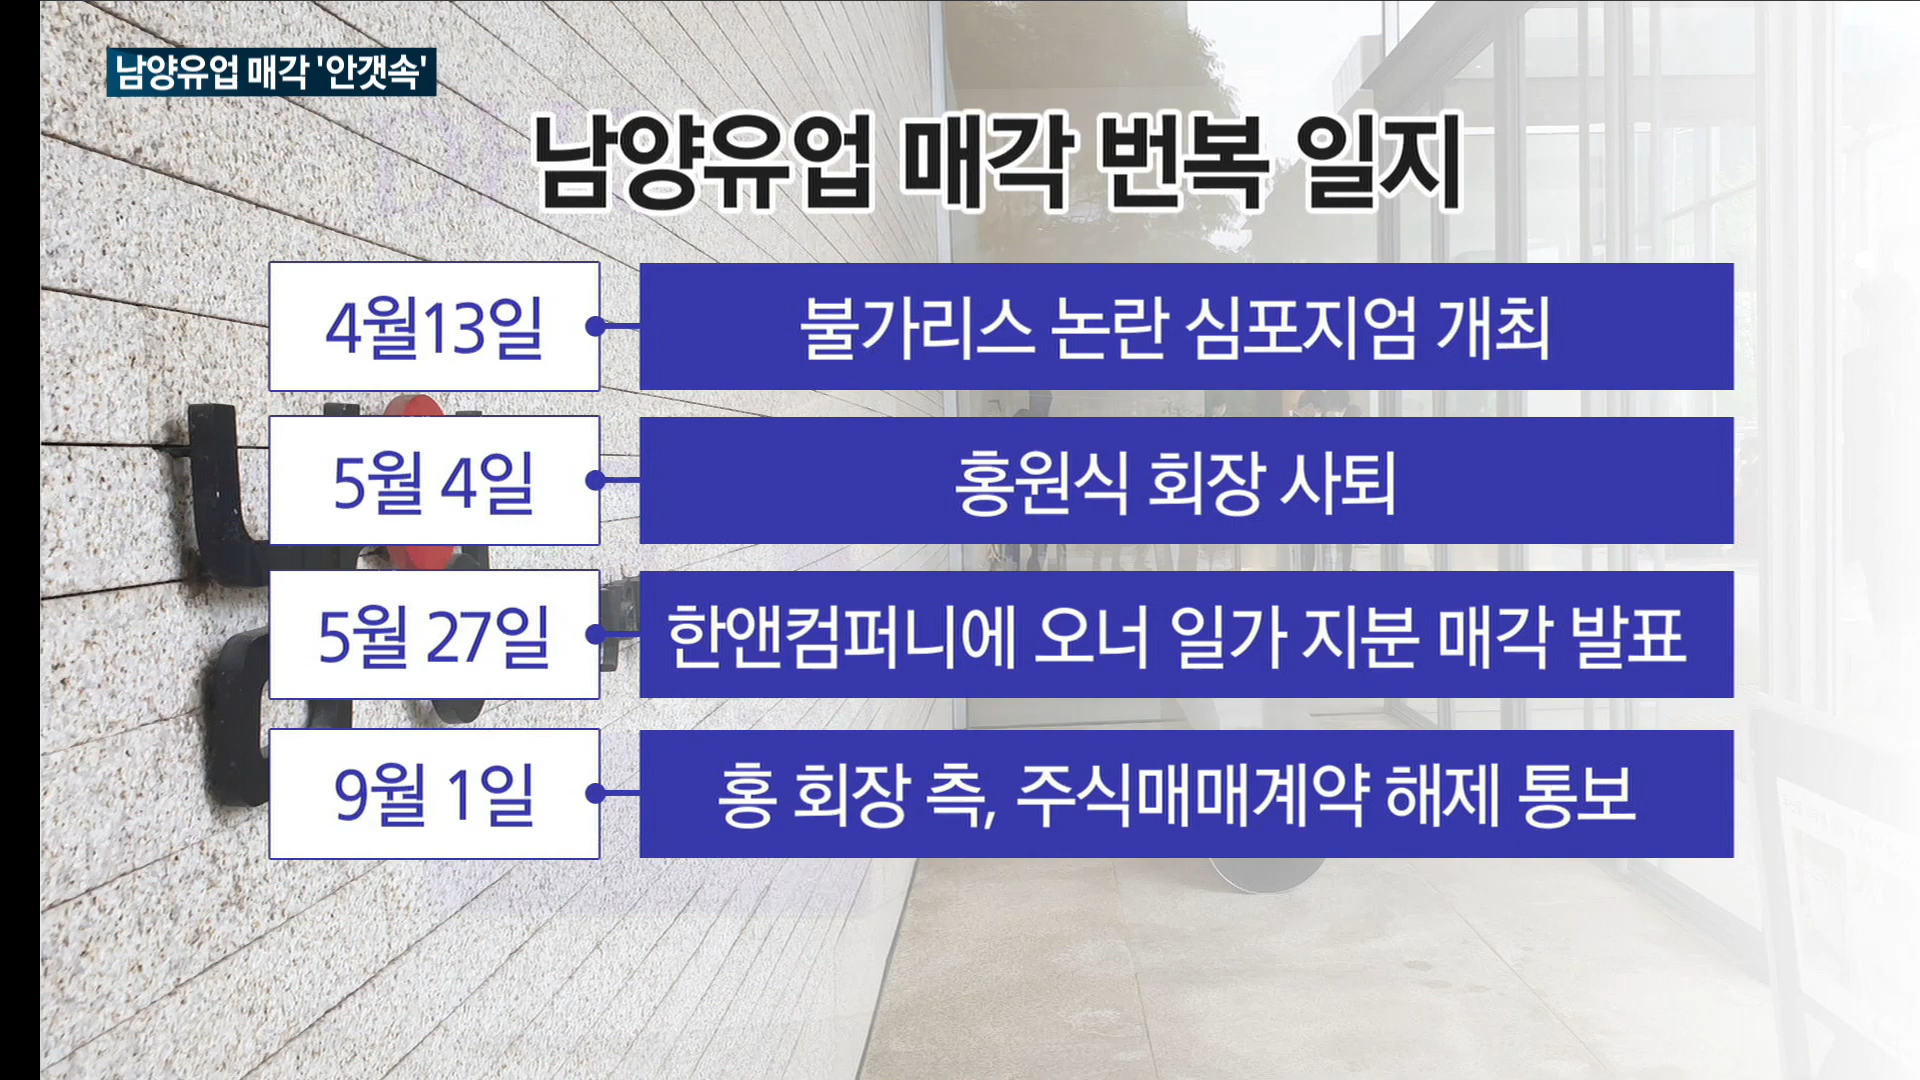 남양유업 매각 '안갯속'
남양유업 매각 번복 일지
4월13일
불가리스 논란 심포지엄 개최
5월 4일
홍원식 회장 사퇴
5월 27일
한앤컴퍼니에 오너 일가 지분 매각 발표
9월 1일
홍 회장 측, 주식매매계약 해제 통보